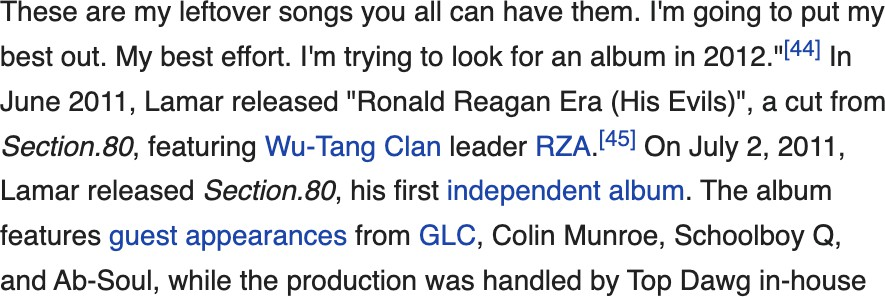 These are my leftover songs you all can have them. I'm going to put my
best out. My best effort. I'm trying to look for an album in 2012."[44] In
June 2011, Lamar released "Ronald Reagan Era (His Evils)", a cut from
Section.80, featuring Wu-Tang Clan leader RZA.[45] On July 2, 2011,
Lamar released Section.80, his first independent album. The album
features guest appearances from GLC, Colin Munroe, Schoolboy Q,
and Ab-Soul, while the production was handled by Top Dawg in-house